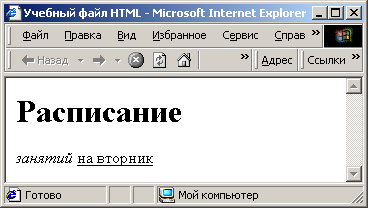 Учебный файл HTML - Microsoft Internet Explorer
Файл Правка Вид Избранное Сервис Справ »
Назад » Адрес Ссылки »
Расписание
занятий на вторник
Готово Мой компьютер